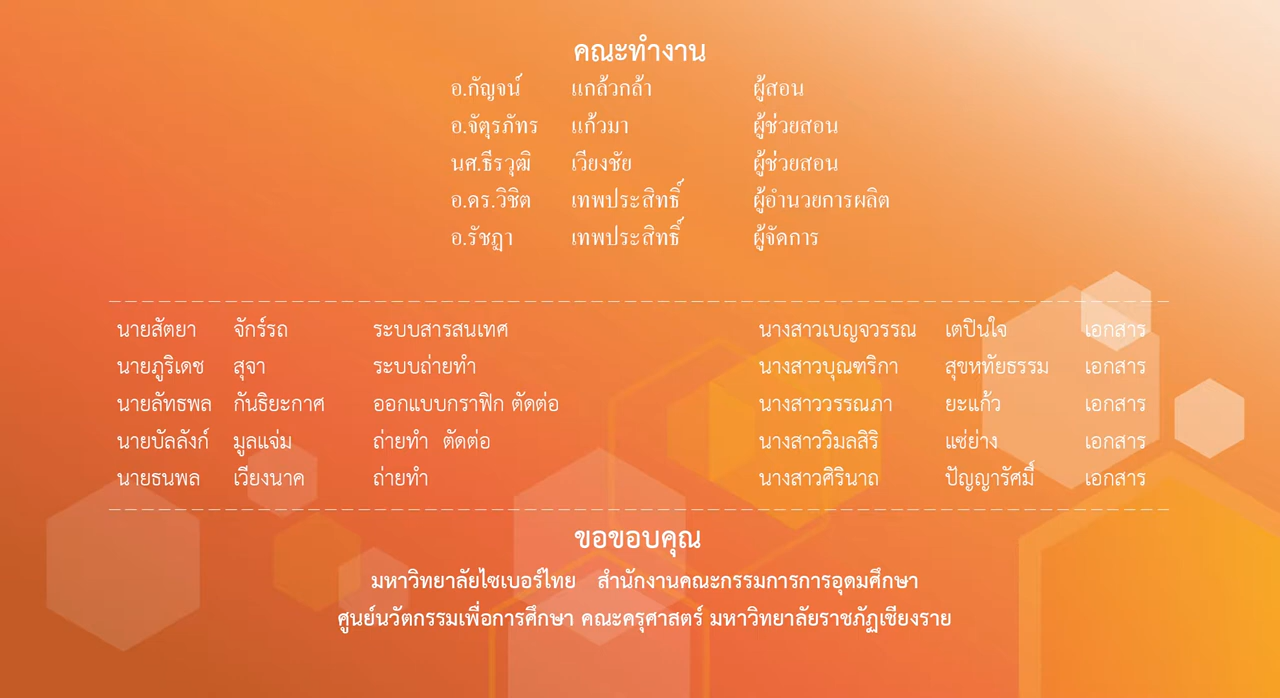 คณะทำงาน
อ.กัญจน์ แกล้วกล้า ผู้สอน
อ.จัตุรภัทร แก้วมา ผู้ช่วยสอน
นศ.ธีรวุฒิ เวียงชัย ผู้ช่วยสอน
อ.ดร.วิชิต เทพประสิทธิ์ ผู้อำนวยการผลิต
อ.รัชฎา เทพประสิทธิ์ ผู้จัดการ
นายสัตยา จักร์รถ ระบบสารสนเทศ
นายภูริเดช สุจา ระบบถ่ายทำ
นายลัทธพล กันธิยะกาศ ออกแบบกราฟิก ตัดต่อ
นายบัลลังก์ มูลแจ่ม ถ่ายทำ ตัดต่อ
นายธนพล เวียงนาค ถ่ายทำ
นางสาวเบญจวรรณ เตปินใจ เอกสาร
นางสาวบุณฑริกา สุขหทัยธรรม เอกสาร
นางสาววรรณภา ยะแก้ว เอกสาร
นางสาววิมลสิริ แซ่ย่าง เอกสาร
นางสาวศิรินาถ ปัญญารัศมิ์ เอกสาร
ขอขอบคุณ
มหาวิทยาลัยไซเบอร์ไทย สำนักงานคณะกรรมการการอุดมศึกษา
ศูนย์นวัตกรรมเพื่อการศึกษา คณะครุศาสตร์ มหาวิทยาลัยราชภัฏเชียงราย